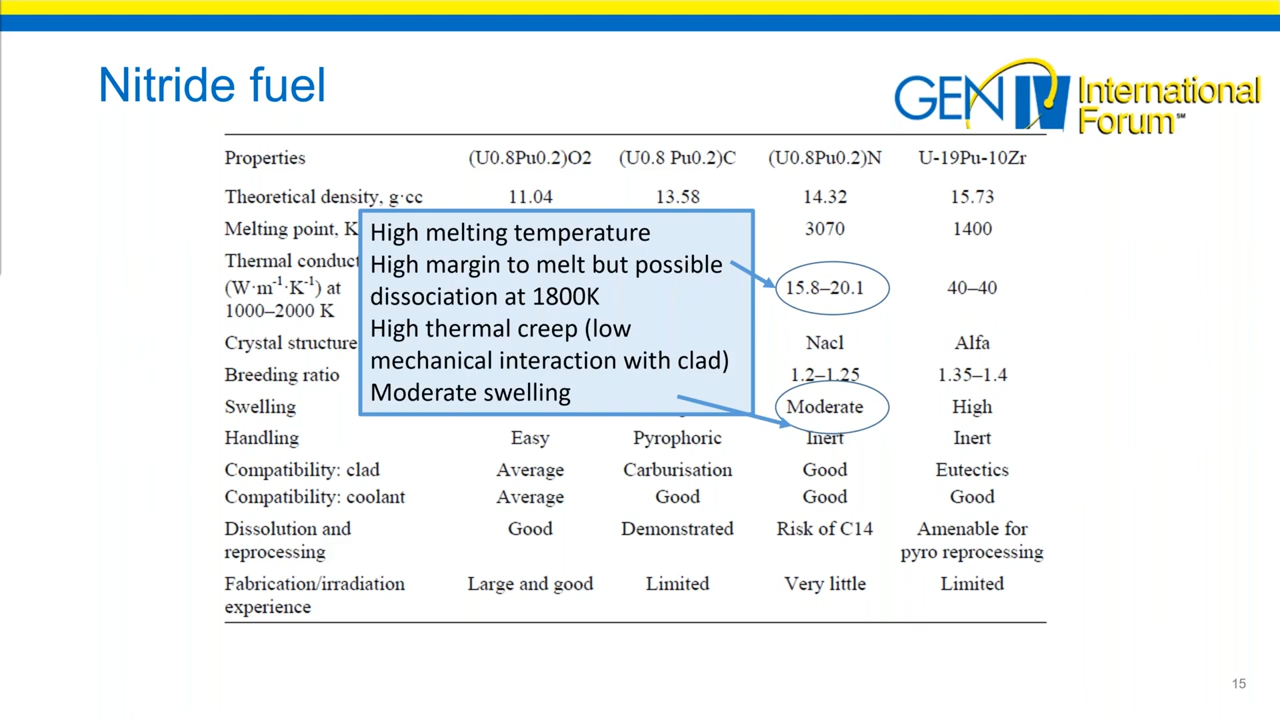 Nitride fuel
GEN IV International Forum SM
Properties (U0.8Pu0.2)O2 (U0.8 Pu0.2)C (U0.8Pu0.2)N U-19Pu-10Zr
Theoretical density, g·cc 11.04 13.58 14.32 15.73
Melting point, K 3070 1400
Thermal conduct
(W·m-1·K-1) at 15.8–20.1 40–40
1000–2000 K
Crystal structure Nacl Alfa
Breeding ratio 1.2–1.25 1.35–1.4
Swelling Moderate High
High melting temperature
High margin to melt but possible
dissociation at 1800K
High thermal creep (low
mechanical interaction with clad)
Moderate swelling
Handling Easy Pyrophoric Inert Inert
Compatibility: clad Average Carburisation Good Eutectics
Compatibility: coolant Average Good Good Good
Dissolution and Good Demonstrated Risk of C14 Amenable for
reprocessing pyro reprocessing
Fabrication/irradiation Large and good Limited Very little Limited
experience
15